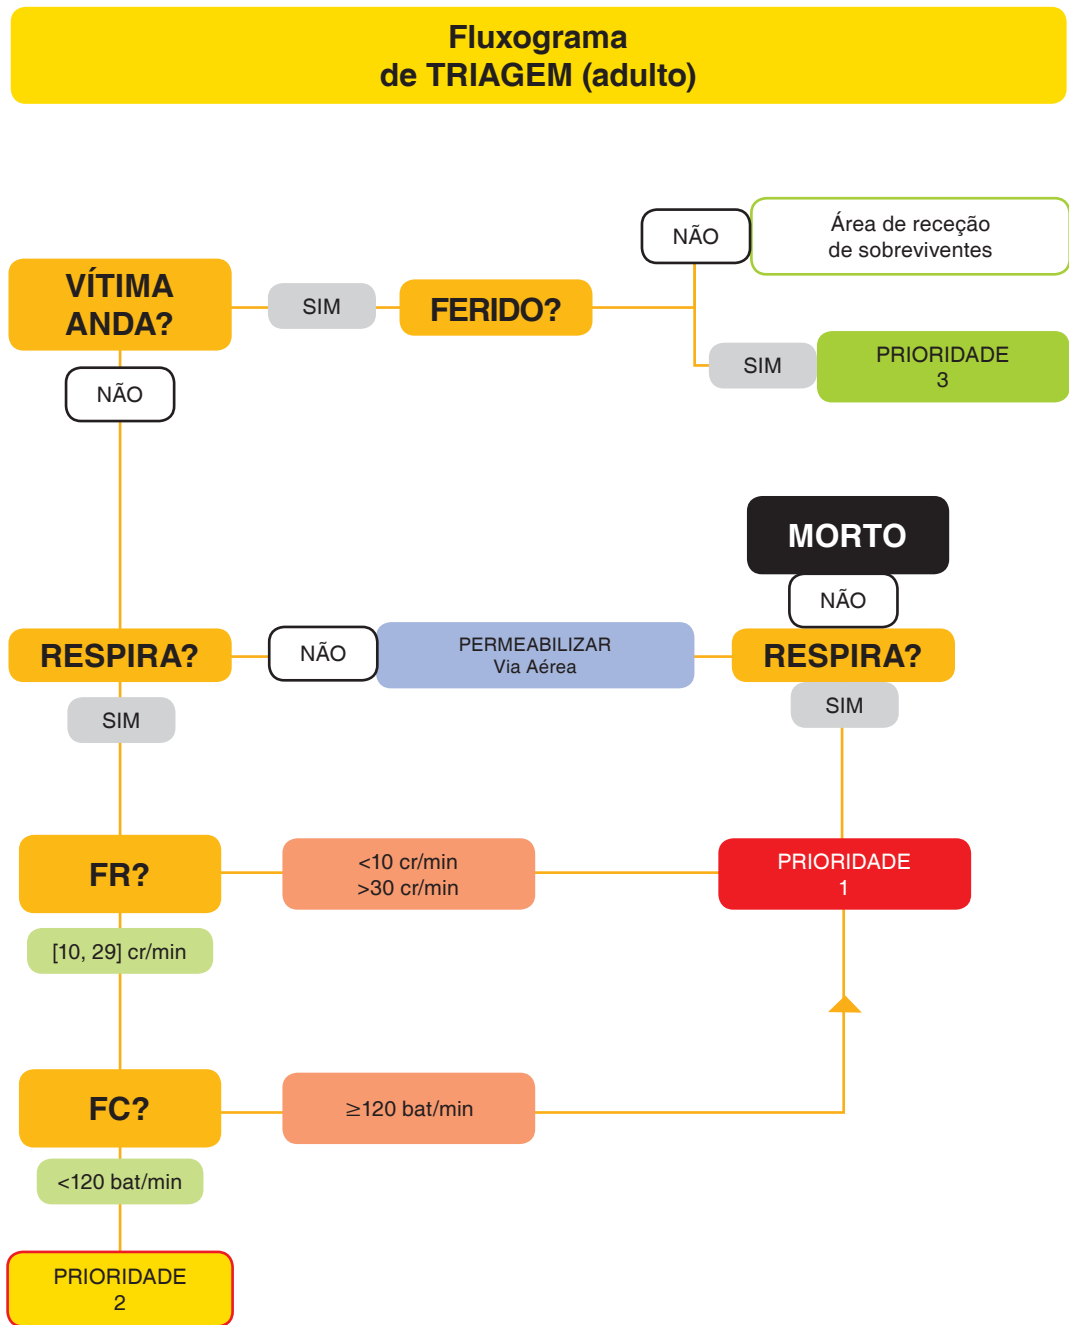 Fluxograma
de TRIAGEM (adulto)
NÃO
Área de receção
de sobreviventes
VÍTIMA
ANDA?
SIM
FERIDO?
SIM
PRIORIDADE
3
NÃO
MORTO
NÃO
RESPIRA?
NÃO
PERMEABILIZAR
Via Aérea
RESPIRA?
SIM
SIM
FR?
<10 cr/min
>30 cr/min
PRIORIDADE
1
[10, 29] cr/min
FC?
≥120 bat/min
<120 bat/min
PRIORIDADE
2